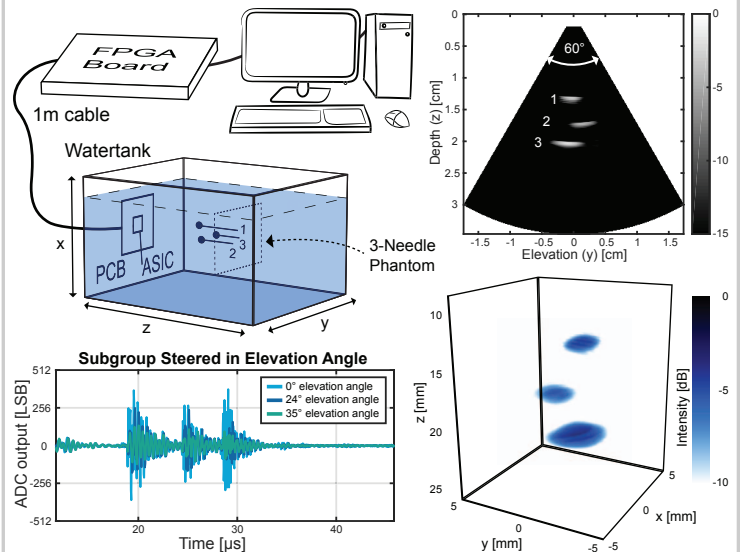 FPGA
Board
1m cable
Watertank
x
PCB
ASIC
1
3
2
3-Needle
Phantom
z
y
0
0.5
1
1.5
2
2.5
3
Depth (z) [cm]
60°
1
2
3
-1.5 -1 -0.5 0 0.5 1 1.5
Elevation (y) [cm]
0
-5
-10
-15
Subgroup Steered in Elevation Angle
512
256
0
-256
-512
ADC output [LSB]
0° elevation angle
24° elevation angle
35° elevation angle
20 30 40
Time [µs]
10
15
20
25
z [mm]
5 0 -5
y [mm]
-5 0 5
x [mm]
0
-2
-4
-6
-8
-10
Intensity [dB]